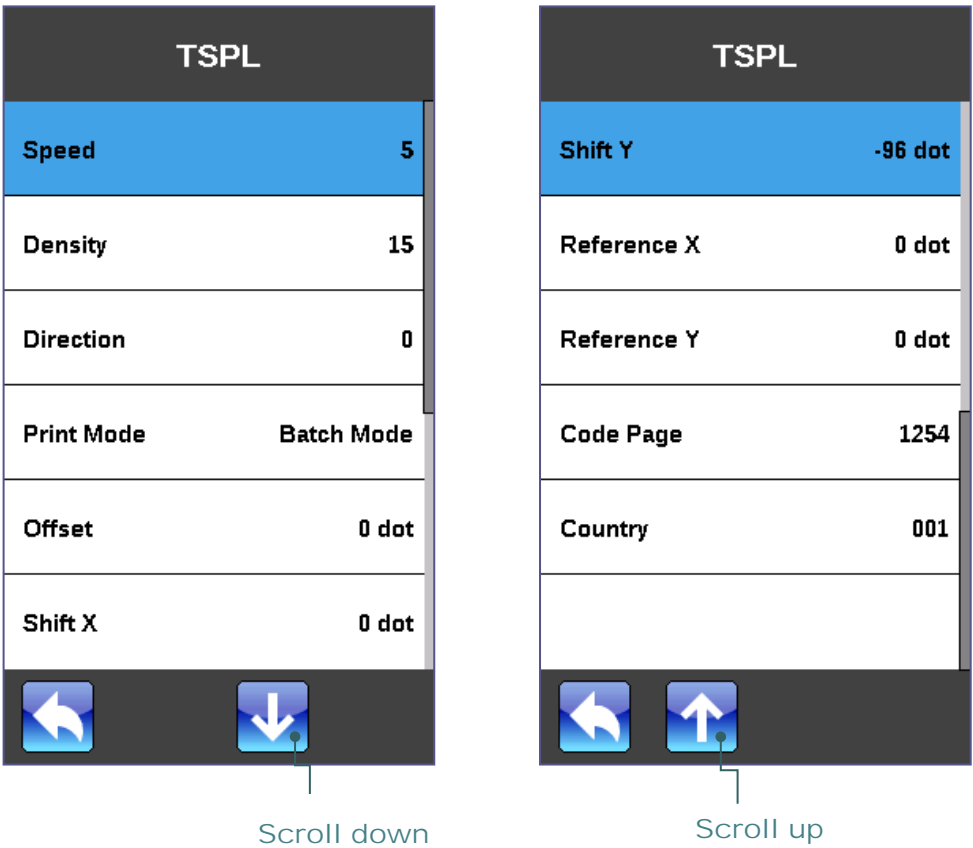 TSPL
Speed 5
Density 15
Direction 0
Print Mode Batch Mode
Offset 0 dot
Shift X 0 dot
Scroll down
TSPL
Shift Y -96 dot
Reference X 0 dot
Reference Y 0 dot
Code Page 1254
Country 001
Scroll up